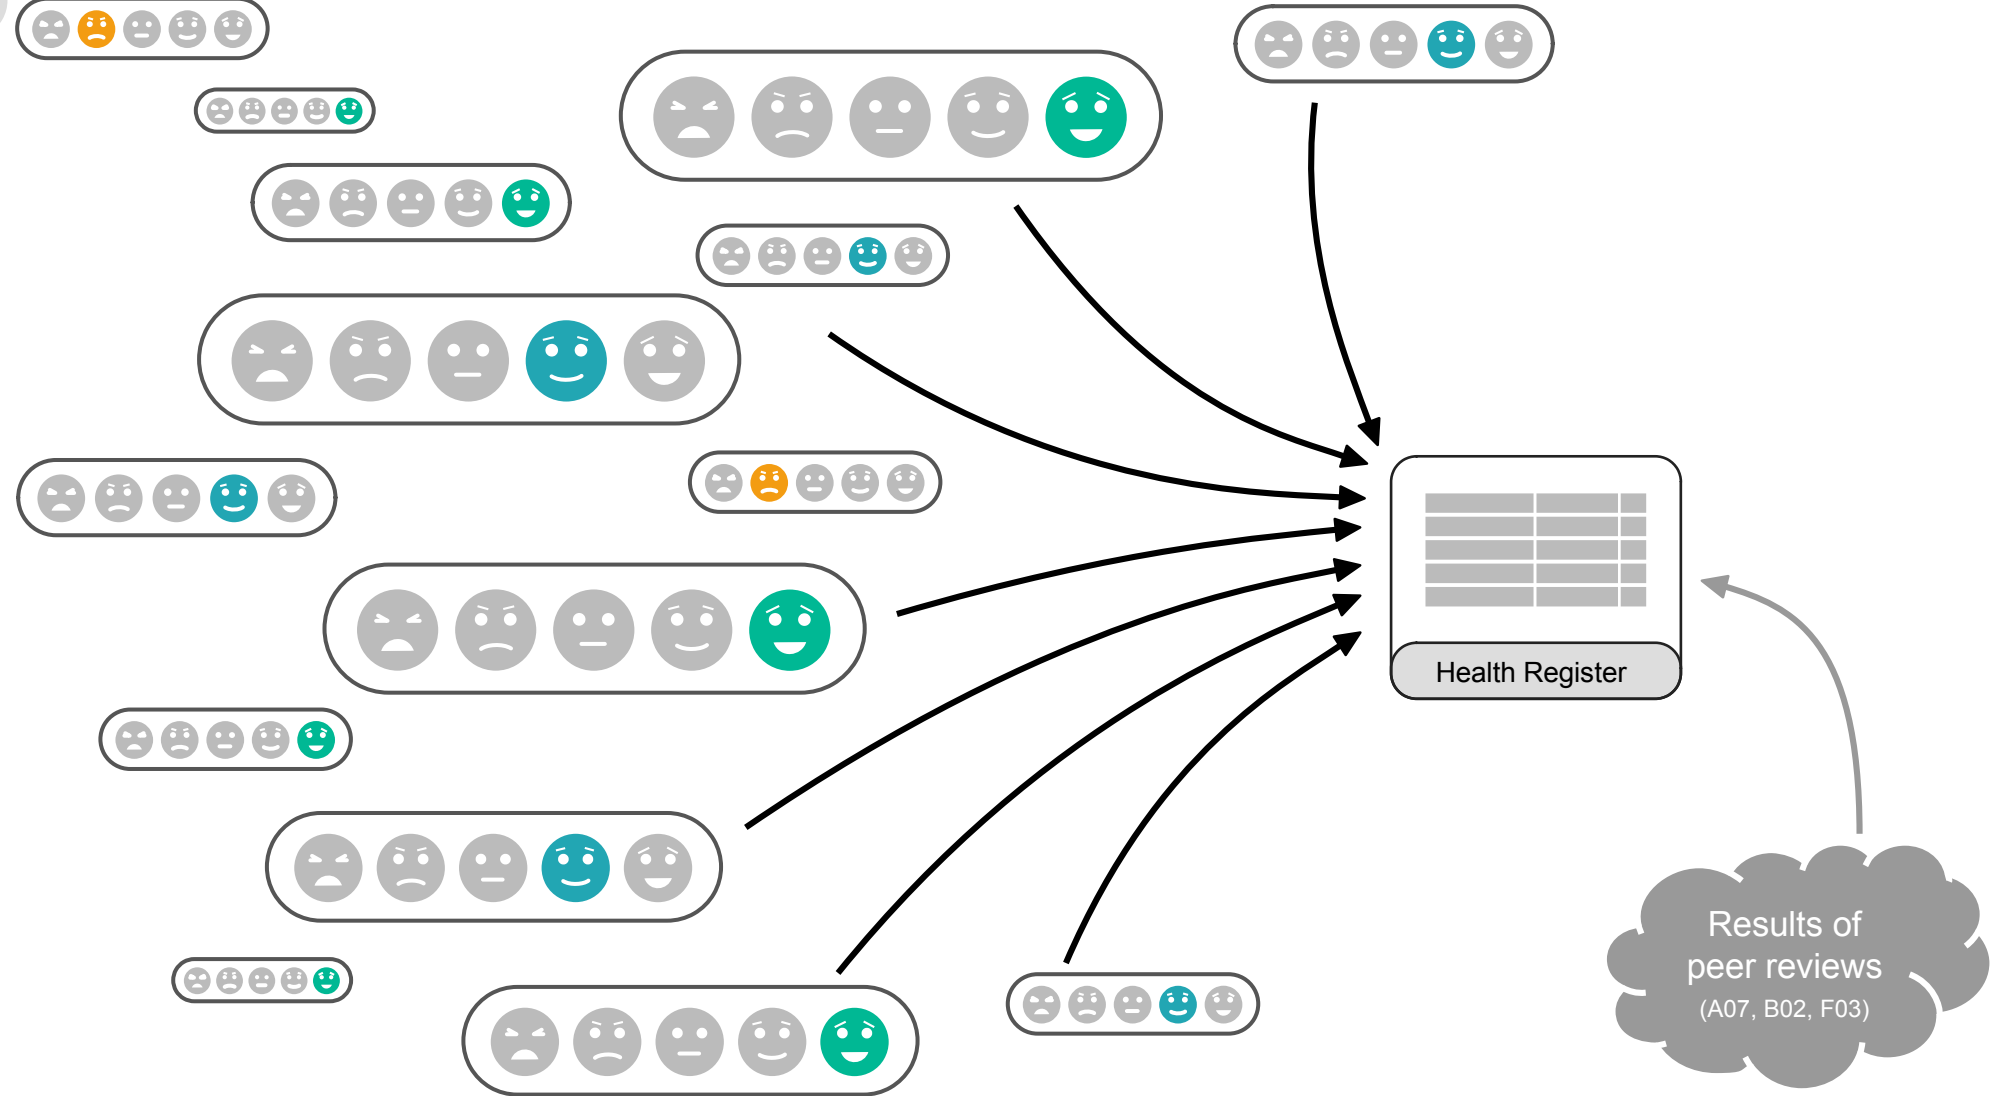 Health Register
Results of
peer reviews
(A07, B02, F03)